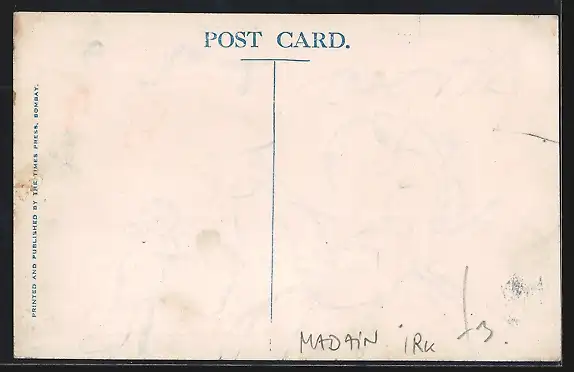 POST CARD.
PRINTED AND PUBLISHED BY THE TIMES PRESS, BOMBAY.
MADAIN IRK